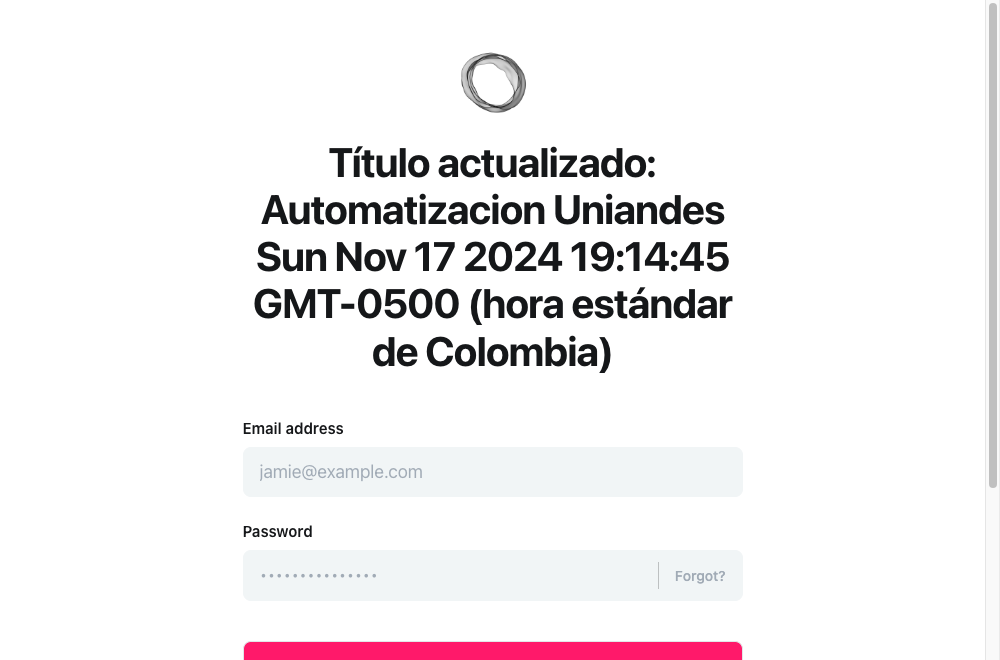 Título actualizado:
Automatizacion Uniandes
Sun Nov 17 2024 19:14:45
GMT-0500 (hora estándar
de Colombia)
Email address
jamie@example.com
Password
•••••••••••••••
Forgot?